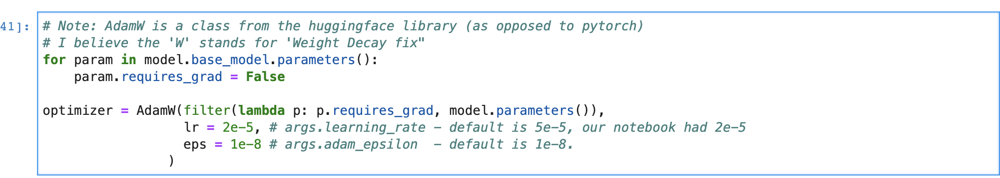 41]:
# Note: AdamW is a class from the huggingface library (as opposed to pytorch)
# I believe the 'W' stands for 'Weight Decay fix"
for param in model.base_model.parameters():
    param.requires_grad = False

optimizer = AdamW(filter(lambda p: p.requires_grad, model.parameters()),
                  lr = 2e-5, # args.learning_rate - default is 5e-5, our notebook had 2e-5
                  eps = 1e-8 # args.adam_epsilon  - default is 1e-8.
                )